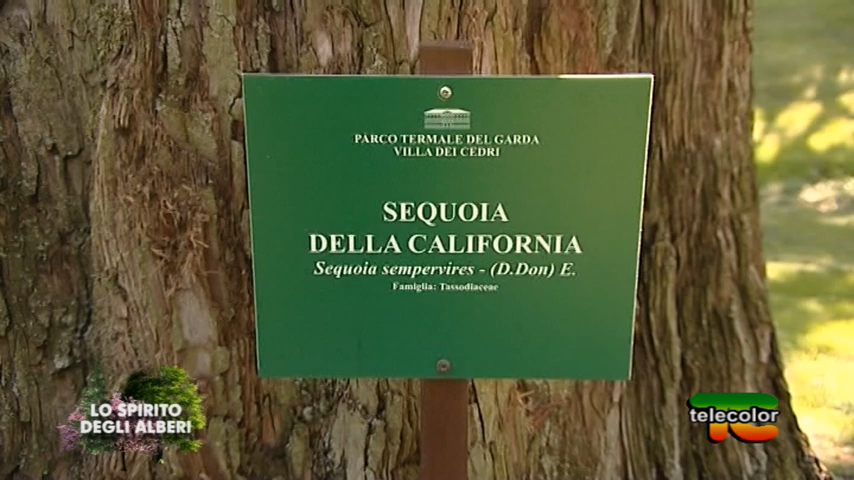 PARCO TERMALE DEL GARDA
VILLA DEI CEDRI
SEQUOIA
DELLA CALIFORNIA
Sequoia sempervires - (D.Don) E.
Famiglia: Tassodiaceae
LO SPIRITO
DEGLI ALBERI
telecolor